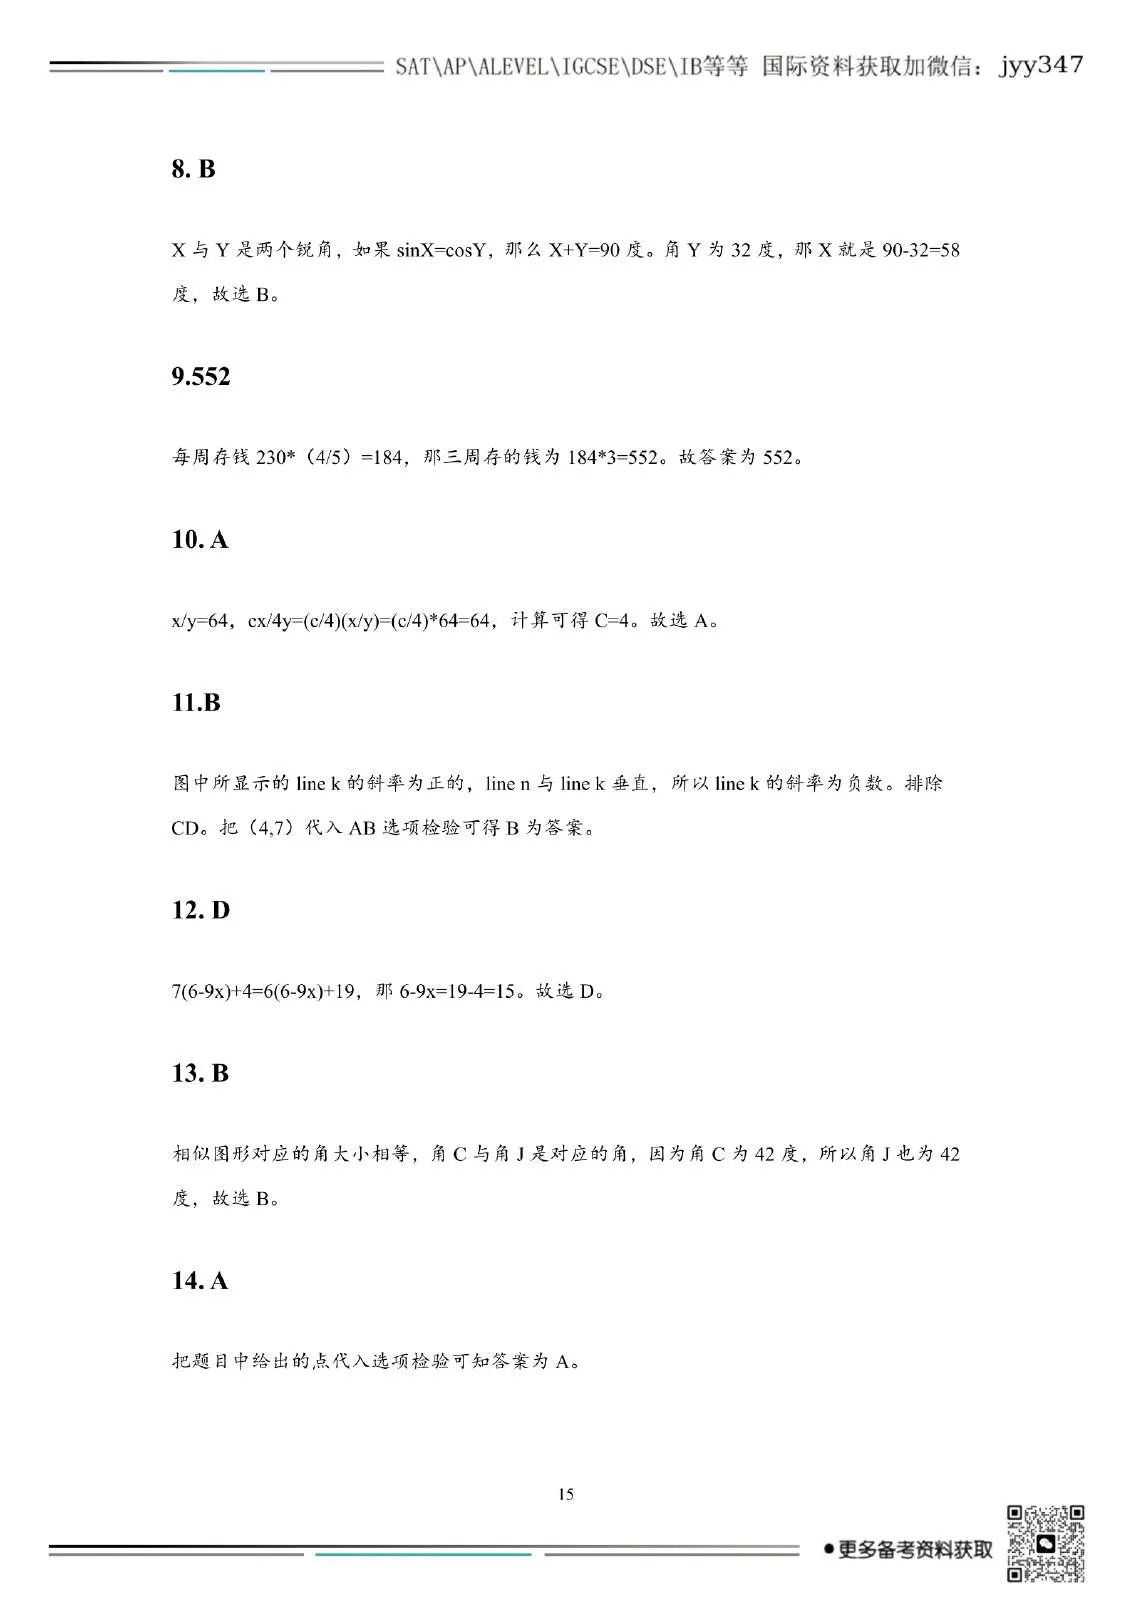 SAT\AP\ALEVEL\IGCSE\DSE\IB等等 国际资料获取加微信：jyy347
8. B
X 与 Y 是两个锐角，如果 sinX=cosY，那么 X+Y=90 度。角 Y 为 32 度，那 X 就是 90-32=58
度，故选 B。
9.552
每周存钱 230*（4/5）=184，那三周存的钱为 184*3=552。故答案为 552。
10. A
x/y=64，cx/4y=(c/4)(x/y)=(c/4)*64=64，计算可得 C=4。故选 A。
11.B
图中所显示的 line k 的斜率为正的，line n 与 line k 垂直，所以 line k 的斜率为负数。排除
CD。把（4,7）代入 AB 选项检验可得 B 为答案。
12. D
7(6-9x)+4=6(6-9x)+19，那 6-9x=19-4=15。故选 D。
13. B
相似图形对应的角大小相等，角 C 与角 J 是对应的角，因为角 C 为 42 度，所以角 J 也为 42
度，故选 B。
14. A
把题目中给出的点代入选项检验可知答案为 A。
15
●更多备考资料获取